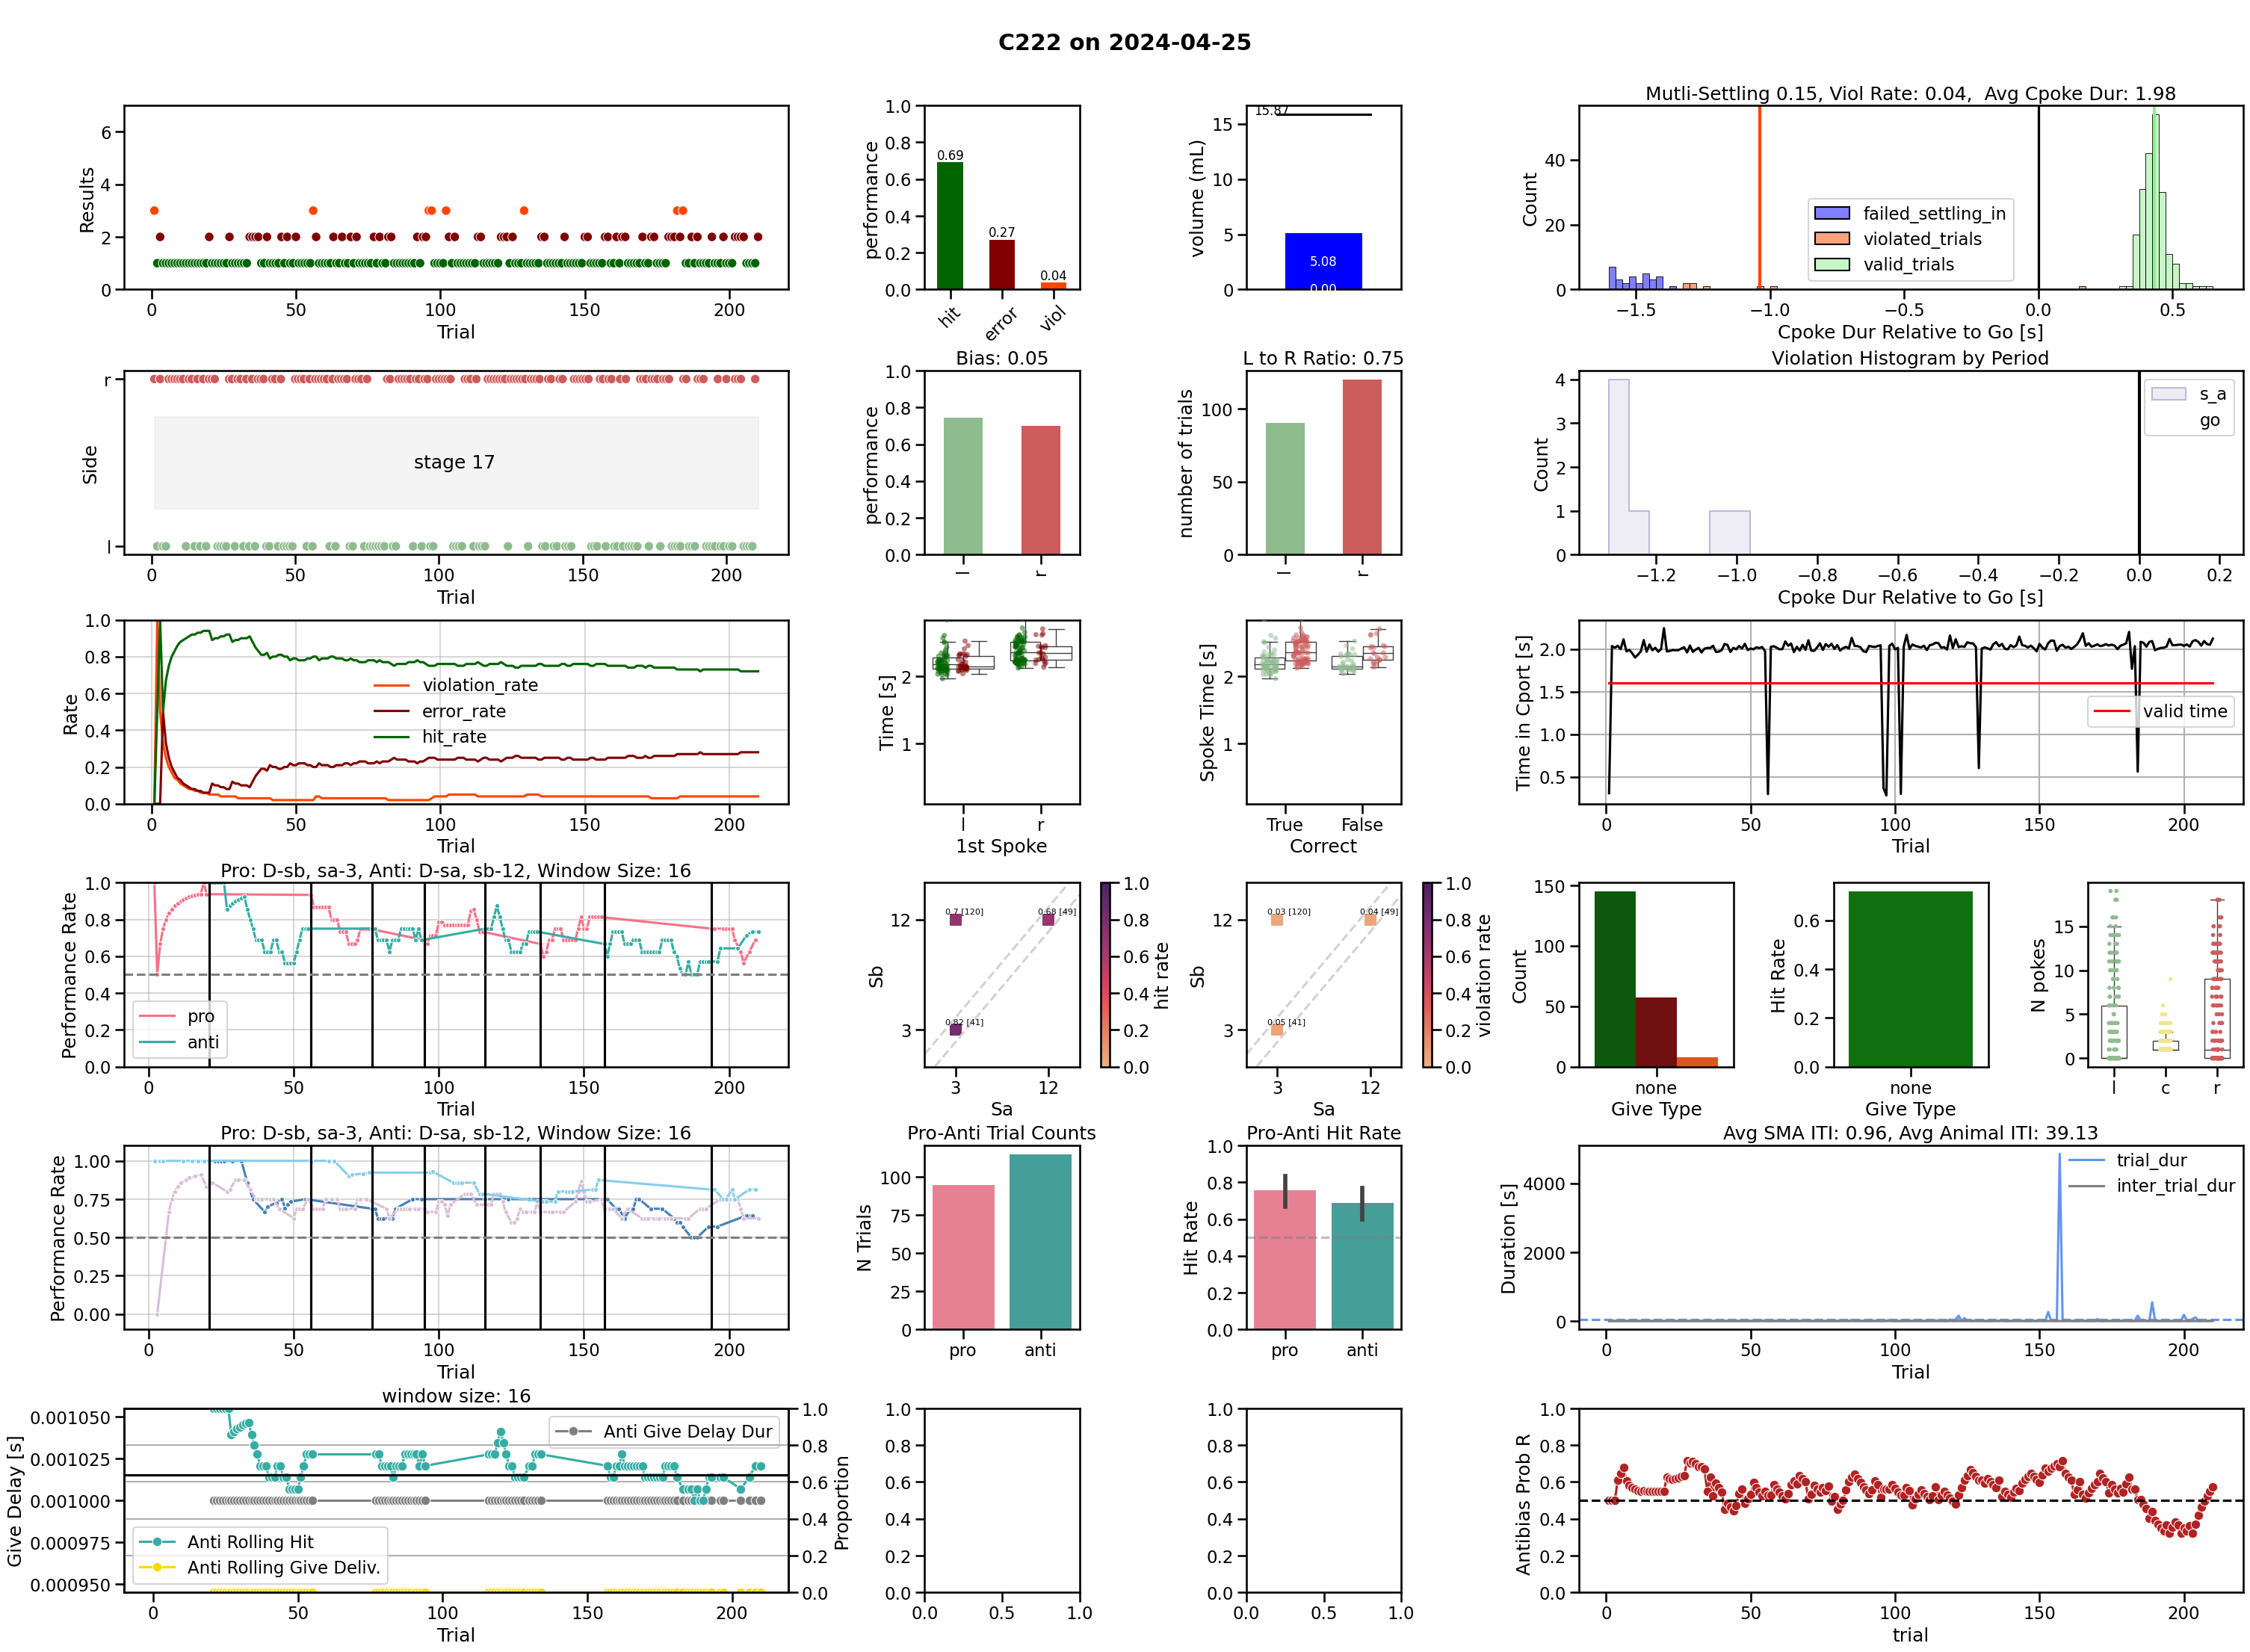 C222 on 2024-04-25
Results
6
4
2
0
0 50 100 150 200
Trial
performance
1.0
0.8
0.6
0.4
0.2
0.0
0.69
0.27
0.04
hit error viol
volume (mL)
15
10
5
0
15.87
5.08
0.00
Mutli-Settling 0.15, Viol Rate: 0.04,  Avg Cpoke Dur: 1.98
Count
40
20
0
failed_settling_in
violated_trials
valid_trials
−1.5 −1.0 −0.5 0.0 0.5
Cpoke Dur Relative to Go [s]
Side
r
l
stage 17
0 50 100 150 200
Trial
Bias: 0.05
performance
1.0
0.8
0.6
0.4
0.2
0.0
l r
L to R Ratio: 0.75
number of trials
100
50
0
l r
Violation Histogram by Period
Count
4
3
2
1
0
s_a
go
−1.2 −1.0 −0.8 −0.6 −0.4 −0.2 0.0 0.2
Cpoke Dur Relative to Go [s]
Rate
1.0
0.8
0.6
0.4
0.2
0.0
violation_rate
error_rate
hit_rate
0 50 100 150 200
Trial
Time [s]
2
1
l r
1st Spoke
Spoke Time [s]
2
1
True False
Correct
Time in Cport [s]
2.0
1.5
1.0
0.5
valid time
0 50 100 150 200
Trial
Pro: D-sb, sa-3, Anti: D-sa, sb-12, Window Size: 16
Performance Rate
1.0
0.8
0.6
0.4
0.2
0.0
pro
anti
0 50 100 150 200
Trial
Sb
12
3
0.7 [120]
0.68 [49]
0.82 [41]
3 12
Sa
1.0
0.8
0.6
0.4
0.2
0.0
hit rate
Sb
12
3
0.03 [120]
0.04 [49]
0.05 [41]
3 12
Sa
1.0
0.8
0.6
0.4
0.2
0.0
violation rate
Count
150
100
50
0
none
Give Type
Hit Rate
0.6
0.4
0.2
0.0
none
Give Type
N pokes
15
10
5
0
l c r
Pro: D-sb, sa-3, Anti: D-sa, sb-12, Window Size: 16
Performance Rate
1.00
0.75
0.50
0.25
0.00
0 50 100 150 200
Trial
Pro-Anti Trial Counts
N Trials
100
75
50
25
0
pro anti
Pro-Anti Hit Rate
Hit Rate
1.0
0.8
0.6
0.4
0.2
0.0
pro anti
Avg SMA ITI: 0.96, Avg Animal ITI: 39.13
Duration [s]
4000
2000
0
trial_dur
inter_trial_dur
0 50 100 150 200
Trial
window size: 16
Give Delay [s]
0.001050
0.001025
0.001000
0.000975
0.000950
Anti Give Delay Dur
Anti Rolling Hit
Anti Rolling Give Deliv.
1.0
0.8
0.6
0.4
0.2
0.0
Proportion
0 50 100 150 200
Trial
1.0
0.8
0.6
0.4
0.2
0.0
0.0 0.5 1.0
1.0
0.8
0.6
0.4
0.2
0.0
0.0 0.5 1.0
Antibias Prob R
1.0
0.8
0.6
0.4
0.2
0.0
0 50 100 150 200
trial